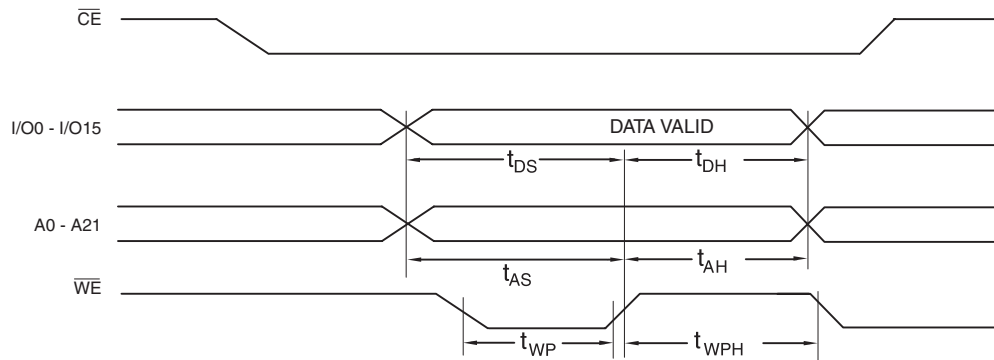 CE
I/O0 - I/O15
DATA VALID
tDS
tDH
A0 - A21
tAS
tAH
WE
tWP
tWPH